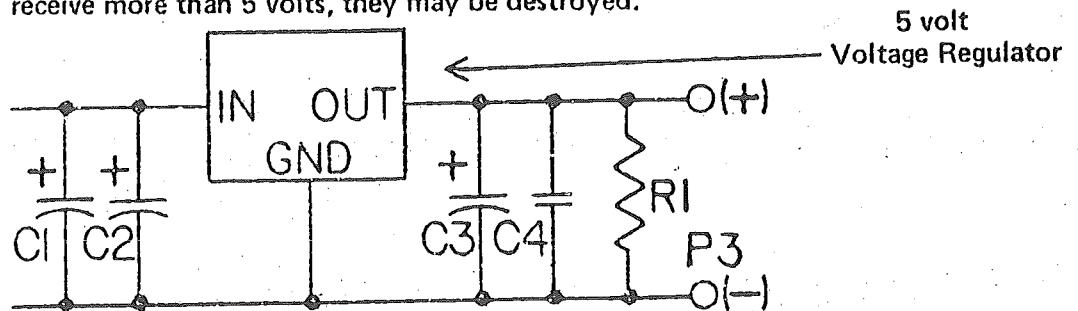 receive more than 5 volts, they may be destroyed.
5 volt
Voltage Regulator
IN OUT
GND
(+)
+ + +
C1 C2 C3 C4 R1
P3
(-)